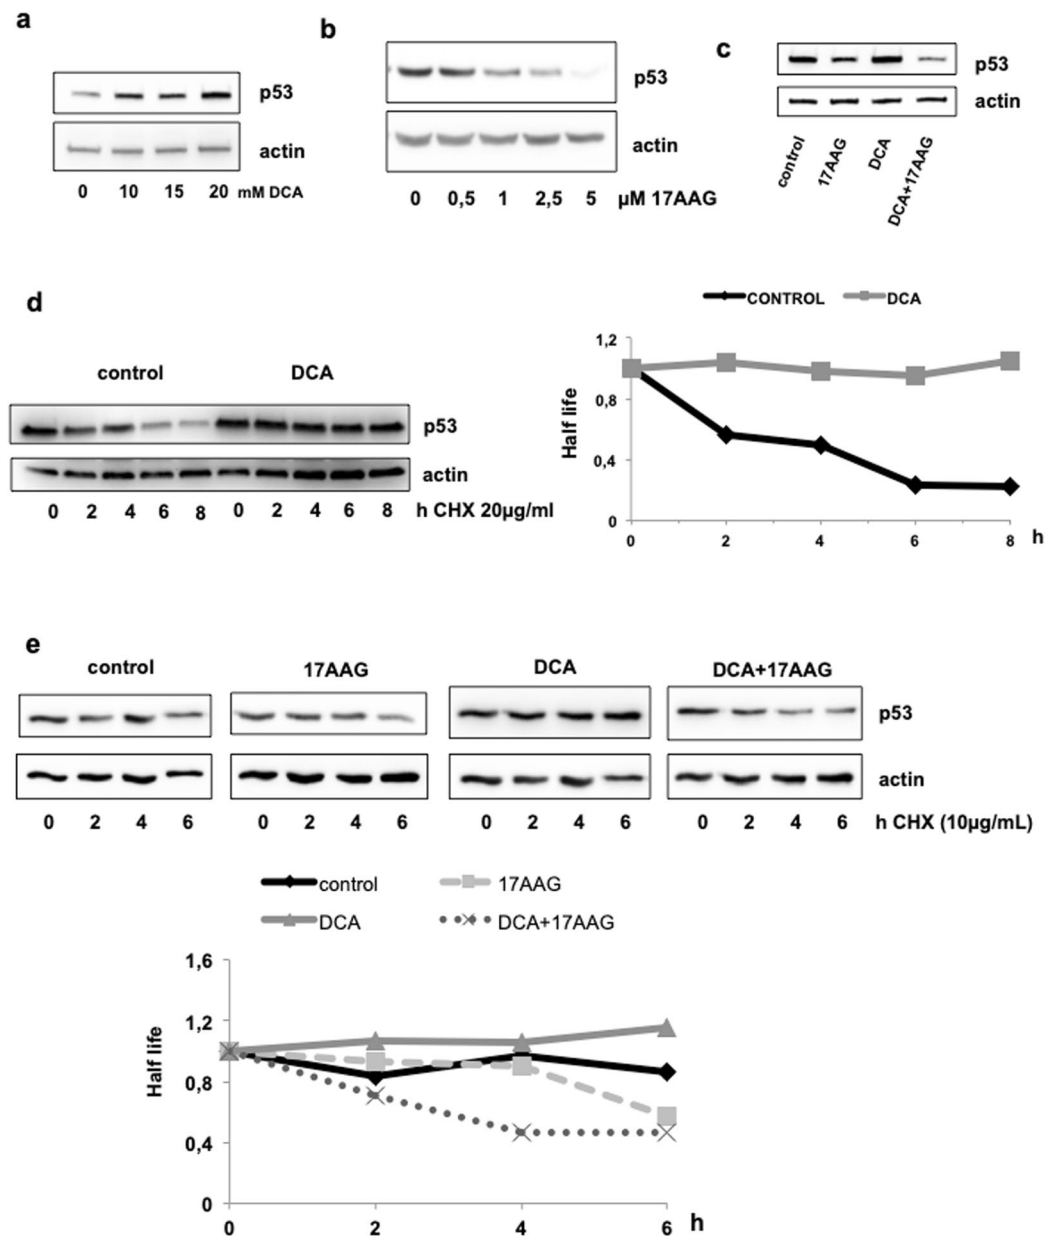 a
p53
actin
0 10 15 20 mM DCA
b
p53
actin
0 0,5 1 2,5 5 µM 17AAG
c
p53
actin
control 17AAG DCA DCA+17AAG
d
control DCA
p53
actin
0 2 4 6 8 0 2 4 6 8 h CHX 20µg/ml
CONTROL DCA
1,2
0,8
0,4
0
Half life
0 2 4 6 8 h
e
control 17AAG DCA DCA+17AAG
p53
actin
0 2 4 6 0 2 4 6 0 2 4 6 0 2 4 6 h CHX (10µg/mL)
control 17AAG
DCA DCA+17AAG
1,6
1,2
0,8
0,4
0
Half life
0 2 4 6 h